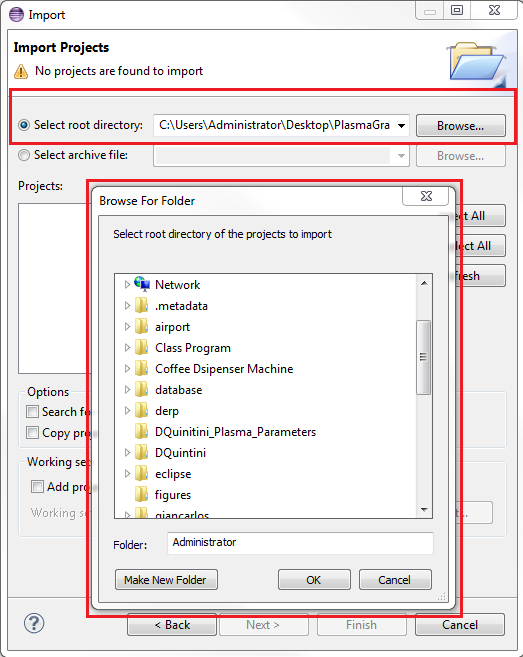 Import
Import Projects
No projects are found to import
Select root directory: C:\Users\Administrator\Desktop\PlasmaGra Browse...
Select archive file: Browse...
Projects:
Browse For Folder
Select root directory of the projects to import
Network
.metadata
airport
Class Program
Coffee Dsipenser Machine
database
derp
DQuinitini_Plasma_Parameters
DQuintini
eclipse
figures
giancarlos
Folder: Administrator
Make New Folder OK Cancel
ect All
lect All
fresh
Options
Search fo
Copy proj
Working se
Add proj
Working se t...
? < Back Next > Finish Cancel